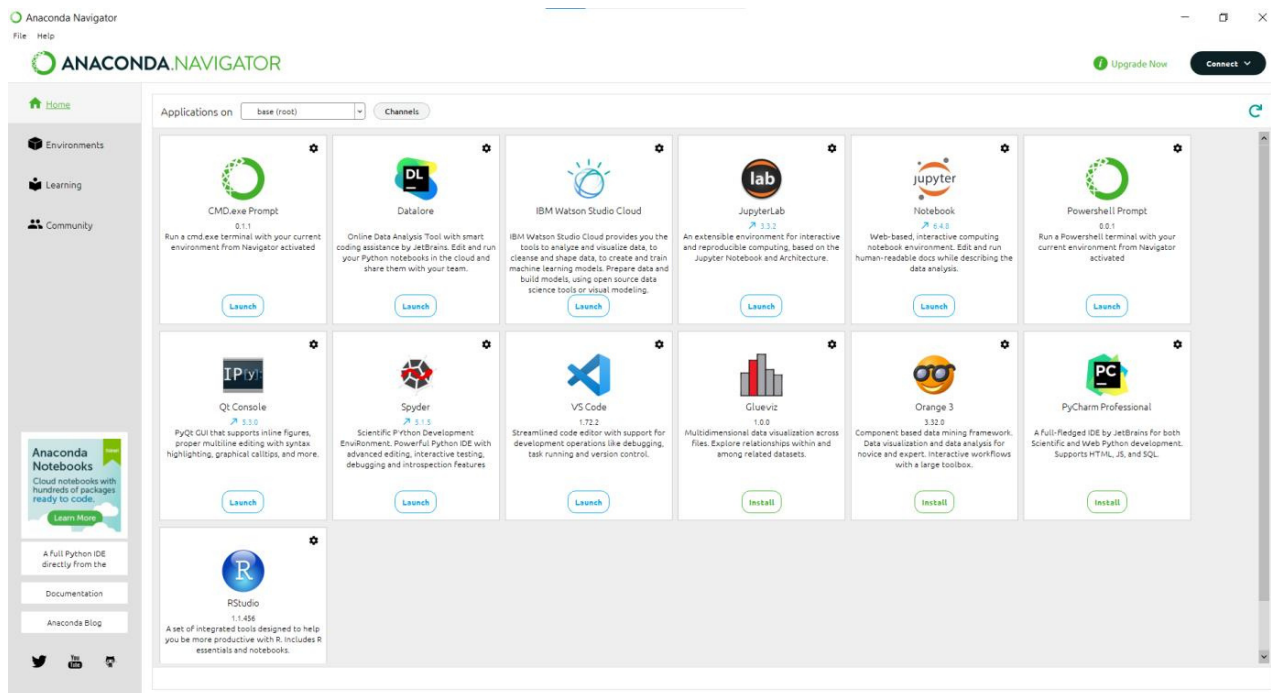 Anaconda Navigator
File Help
ANACONDA.NAVIGATOR
Upgrade Now
Connect
Home
Environments
Learning
Community
Applications on
base (root)
Channels
CMD.exe Prompt
0.1.1
Run a cmd.exe terminal with your current
environment from Navigator activated
Launch
DL
Datalore
Online Data Analysis Tool with smart
coding assistance by JetBrains. Edit and run
your Python notebooks in the cloud and
share them with your team.
Launch
IBM Watson Studio Cloud
IBM Watson Studio Cloud provides you the
tools to analyze and visualize data, to
cleanse and shape data, to create and train
machine learning models. Prepare data and
build models, using open source data
science tools or visual modeling.
Launch
lab
JupyterLab
3.3.2
An extensible environment for interactive
and reproducible computing, based on the
Jupyter Notebook and Architecture.
Launch
jupyter
Notebook
6.4.8
Web-based, interactive computing
notebook environment. Edit and run
human-readable docs while describing the
data analysis.
Launch
Powershell Prompt
0.0.1
Run a Powershell terminal with your
current environment from Navigator
activated
Launch
IP[y]:
Qt Console
5.3.0
PyQt GUI that supports inline figures,
proper multiline editing with syntax
highlighting, graphical calltips, and more.
Launch
Spyder
5.1.5
Scientific PYthon Development
EnviRonment. Powerful Python IDE with
advanced editing, interactive testing,
debugging and introspection features
Launch
VS Code
1.72.2
Streamlined code editor with support for
development operations like debugging,
task running and version control.
Launch
Glueviz
1.0.0
Multidimensional data visualization across
files. Explore relationships within and
among related datasets.
Install
Orange 3
3.32.0
Component based data mining framework.
Data visualization and data analysis for
novice and expert. Interactive workflows
with a large toolbox.
Install
PC
PyCharm Professional
A full-fledged IDE by JetBrains for both
Scientific and Web Python development.
Supports HTML, JS, and SQL.
Install
R
RStudio
1.1.456
A set of integrated tools designed to help
you be more productive with R. Includes R
essentials and notebooks.
Anaconda
Notebooks
New!
Cloud notebooks with
hundreds of packages
ready to code.
Learn More
A full Python IDE
directly from the
Documentation
Anaconda Blog
You
Tube